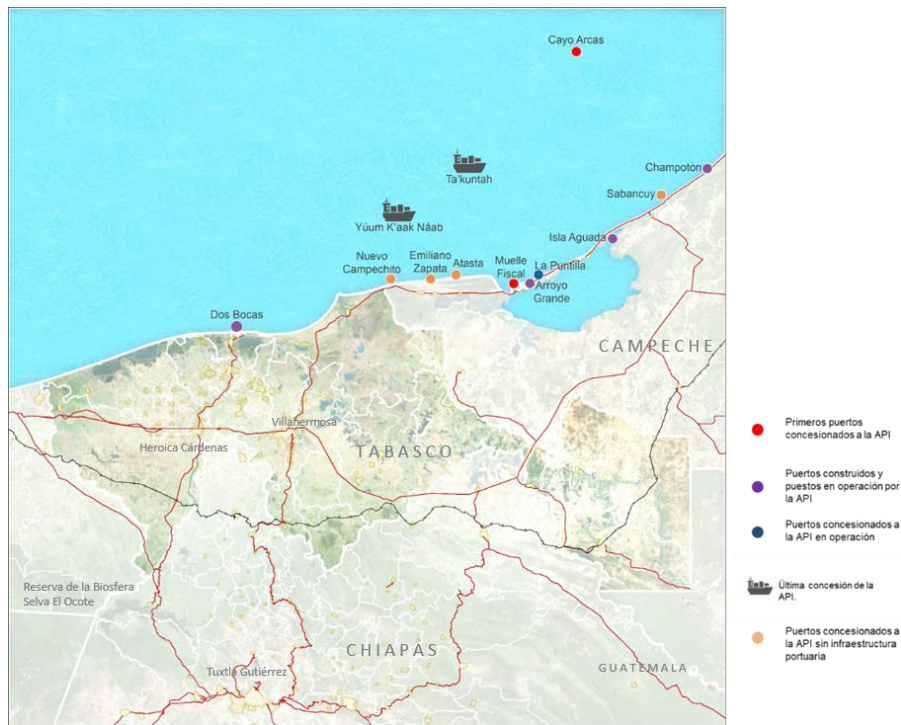 Cayo Arcas
Ta'kuntah
Champotón
Sabancuy
Yúum K'aak Náab
Isla Aguada
Nuevo
Campechito
Emiliano
Zapata
Atasta
Muelle
Fiscal
La Puntilla
Arroyo
Grande
Dos Bocas
CAMPECHE
Villahermosa
Heroica Cárdenas
TABASCO
Reserva de la Biosfera
Selva El Ocote
CHIAPAS
GUATEMALA
Tuxtla Gutiérrez
Primeros puertos
concesionados a la API
Puertos construidos y
puestos en operación por
la API
Puertos concesionados a
la API en operación
Última concesión de la
API.
Puertos concesionados a
la API sin infraestructura
portuaria